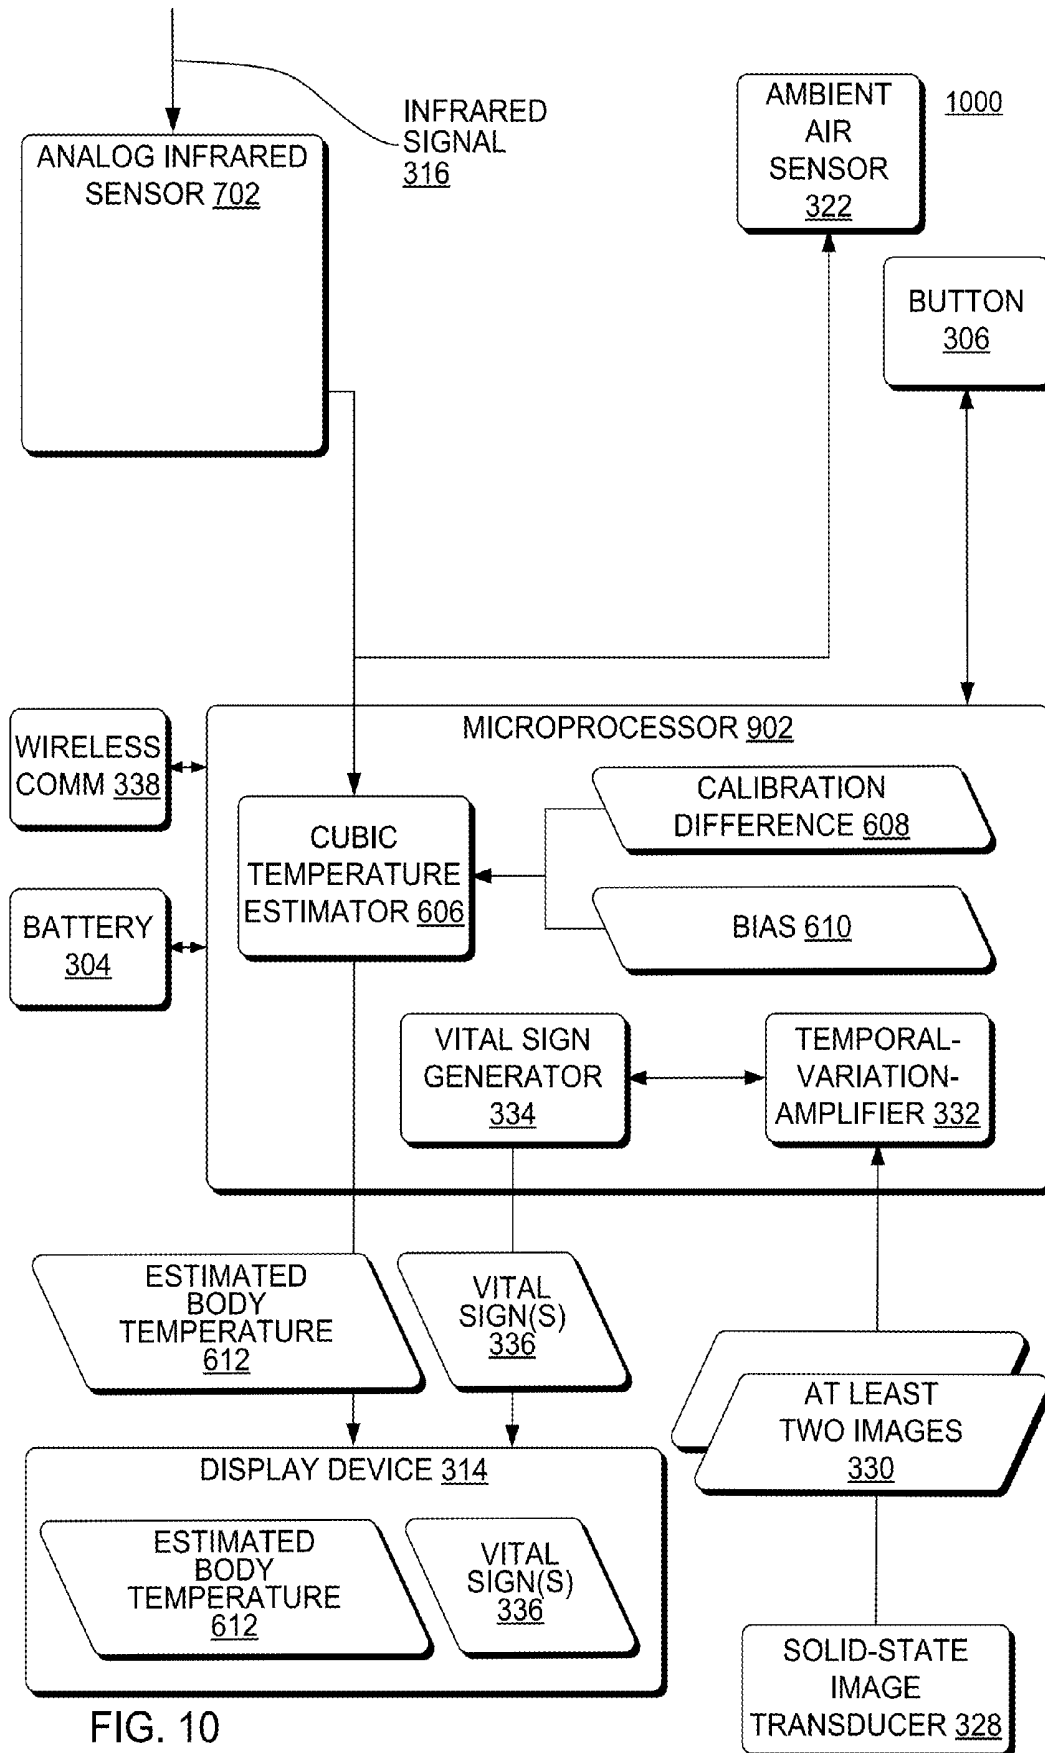 INFRARED
SIGNAL
316
AMBIENT
AIR
SENSOR
322
1000
ANALOG INFRARED
SENSOR 702
BUTTON
306
MICROPROCESSOR 902
WIRELESS
COMM 338
CALIBRATION
DIFFERENCE 608
CUBIC
TEMPERATURE
ESTIMATOR 606
BIAS 610
BATTERY
304
VITAL SIGN
GENERATOR
334
TEMPORAL-
VARIATION-
AMPLIFIER 332
ESTIMATED
BODY
TEMPERATURE
612
VITAL
SIGN(S)
336
AT LEAST
TWO IMAGES
330
DISPLAY DEVICE 314
ESTIMATED
BODY
TEMPERATURE
612
VITAL
SIGN(S)
336
SOLID-STATE
IMAGE
TRANSDUCER 328
FIG. 10